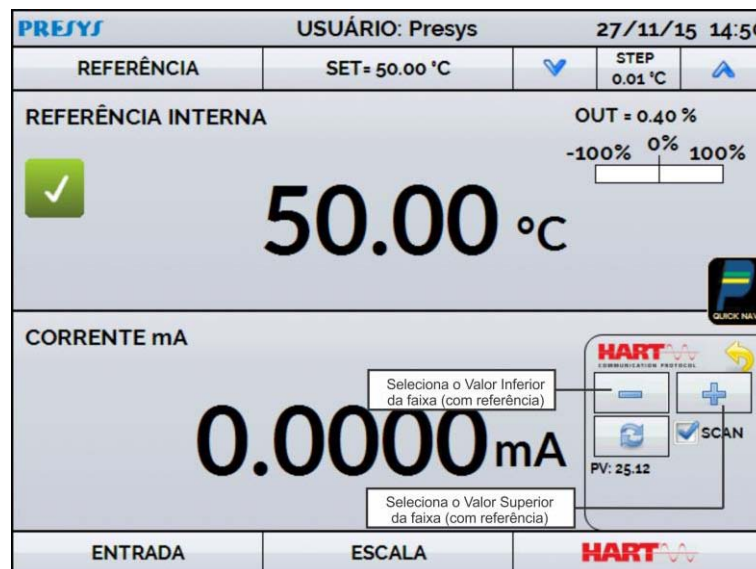 PRESYS
USUÁRIO: Presys
27/11/15 14:56
REFERÊNCIA
SET= 50.00 °C
STEP
0.01 °C
REFERÊNCIA INTERNA
OUT = 0.40 %
-100% 0% 100%
50.00 °C
QUICK NAV
CORRENTE mA
HART
COMMUNICATION PROTOCOL
Seleciona o Valor Inferior
da faixa (com referência)
SCAN
0.0000 mA
PV: 25.12
Seleciona o Valor Superior
da faixa (com referência)
ENTRADA
ESCALA
HART